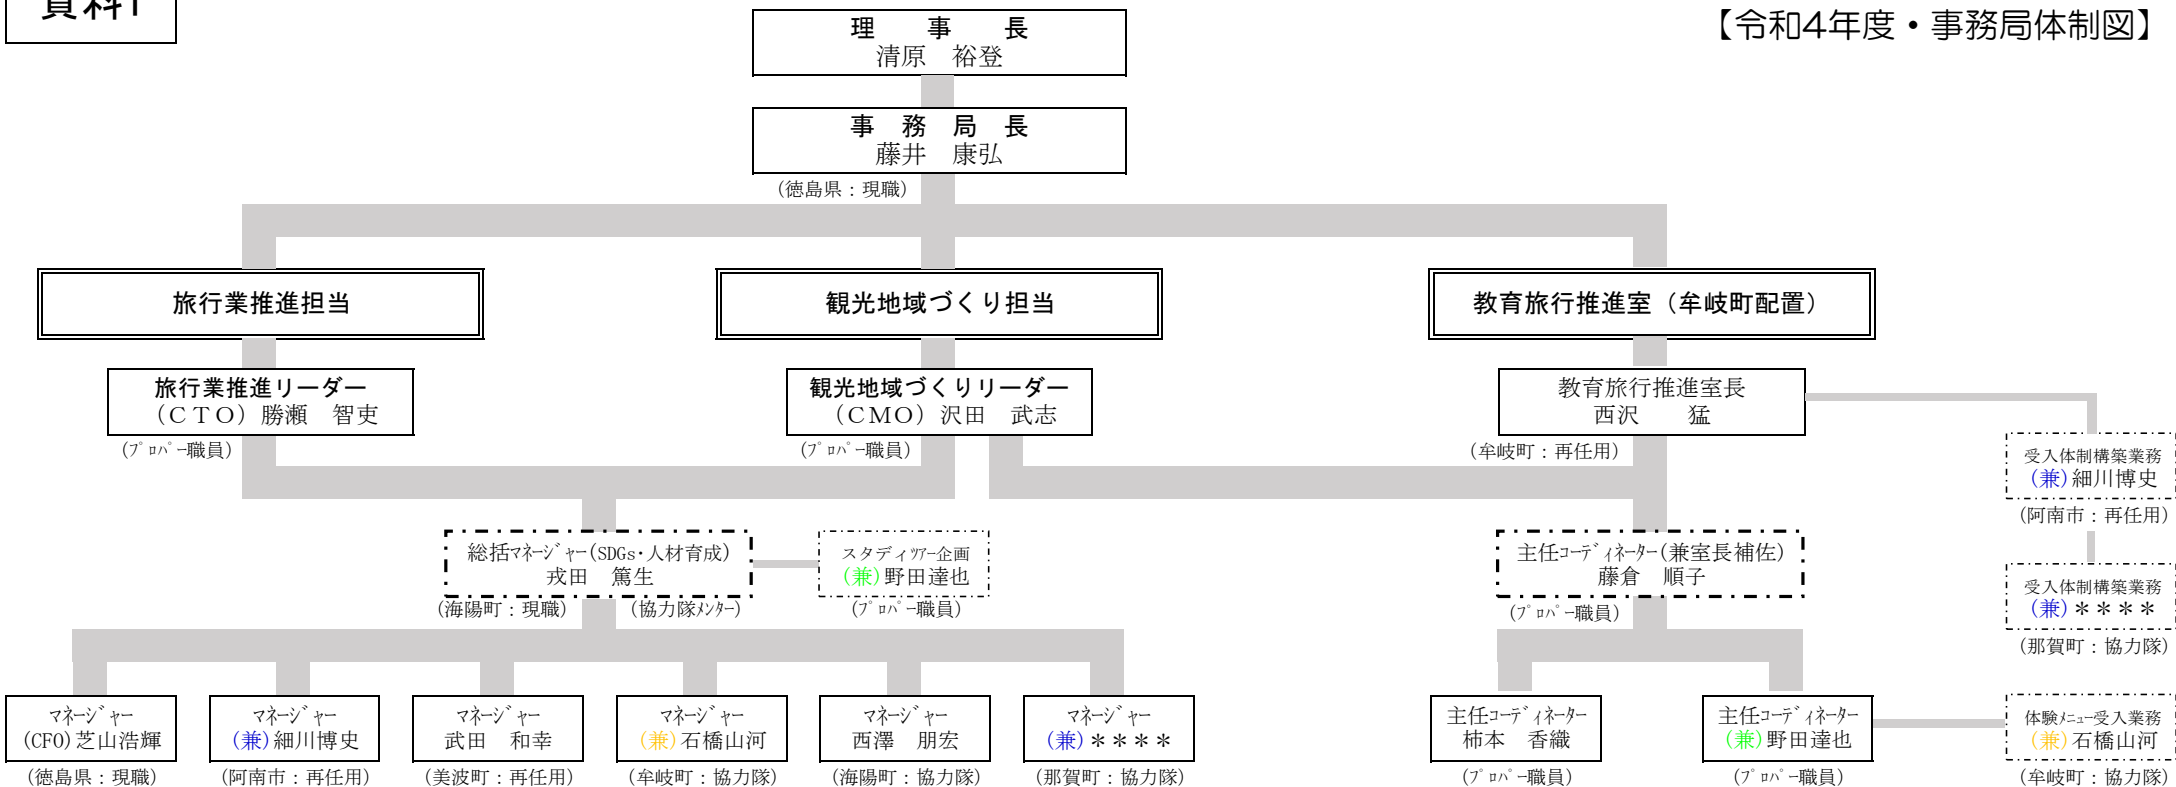 資料1
【令和4年度・事務局体制図】
理　事　長
清原　裕登
事　務　局　長
藤井　康弘
(徳島県：現職)
旅行業推進担当
観光地域づくり担当
教育旅行推進室（牟岐町配置）
旅行業推進リーダー
（ＣＴＯ）勝瀬　智吏
(ﾌﾟﾛﾊﾟｰ職員)
観光地域づくりリーダー
（ＣＭＯ）沢田　武志
(ﾌﾟﾛﾊﾟｰ職員)
教育旅行推進室長
西沢　　猛
(牟岐町：再任用)
受入体制構築業務
(兼)細川博史
(阿南市：再任用)
総括ﾏﾈｰｼﾞｬｰ(SDGs・人材育成)
戎田　篤生
(海陽町：現職)
(協力隊ﾒﾝﾀｰ)
スタディﾂｱｰ企画
(兼)野田達也
(ﾌﾟﾛﾊﾟｰ職員)
主任ｺｰﾃﾞｨﾈｰﾀｰ(兼室長補佐)
藤倉　順子
(ﾌﾟﾛﾊﾟｰ職員)
受入体制構築業務
(兼)＊＊＊＊
(那賀町：協力隊)
ﾏﾈｰｼﾞｬｰ
(CFO)芝山浩輝
(徳島県：現職)
ﾏﾈｰｼﾞｬｰ
(兼)細川博史
(阿南市：再任用)
ﾏﾈｰｼﾞｬｰ
武田　和幸
(美波町：再任用)
ﾏﾈｰｼﾞｬｰ
(兼)石橋山河
(牟岐町：協力隊)
ﾏﾈｰｼﾞｬｰ
西澤　朋宏
(海陽町：協力隊)
ﾏﾈｰｼﾞｬｰ
(兼)＊＊＊＊
(那賀町：協力隊)
主任ｺｰﾃﾞｨﾈｰﾀｰ
柿本　香織
(ﾌﾟﾛﾊﾟｰ職員)
主任ｺｰﾃﾞｨﾈｰﾀｰ
(兼)野田達也
(ﾌﾟﾛﾊﾟｰ職員)
体験ﾒﾆｭｰ受入業務
(兼)石橋山河
(牟岐町：協力隊)